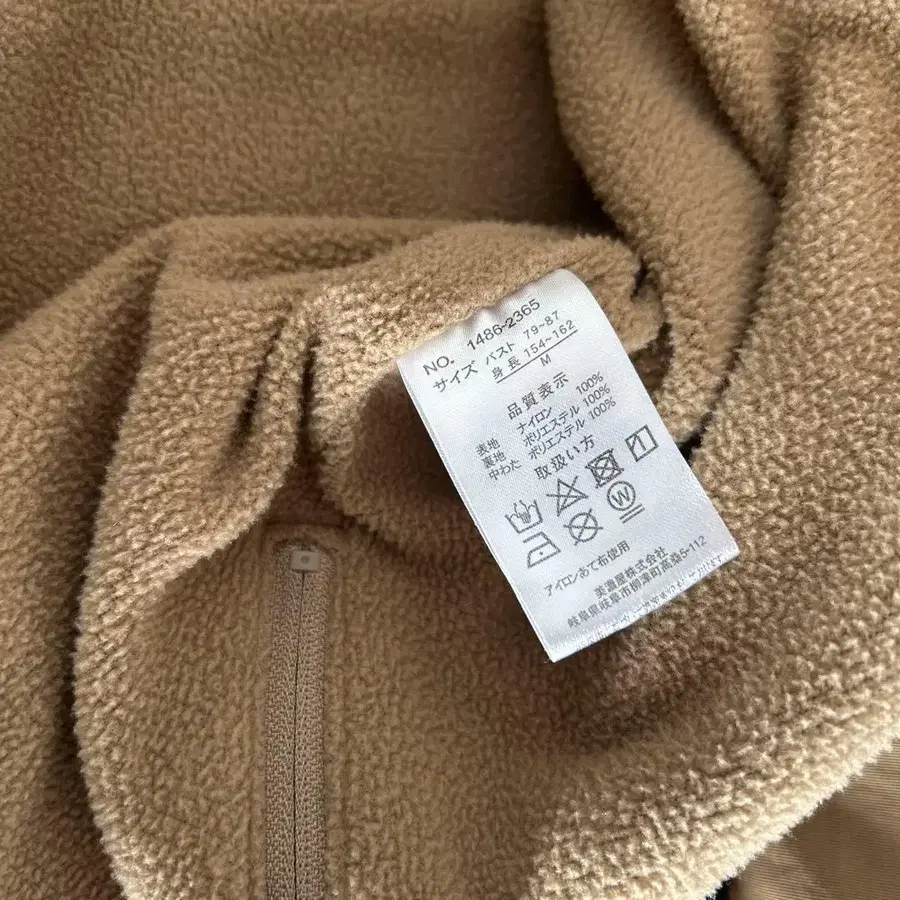 NO. 1486-2365
サイズ バスト 79~87
身長 154~162
M
品質表示
表地 ナイロン 100%
裏地 ポリエステル 100%
中わた ポリエステル 100%
取扱い方
W
アイロンあて布使用
美濃屋株式会社
岐阜県岐阜市柳津町高桑5-112